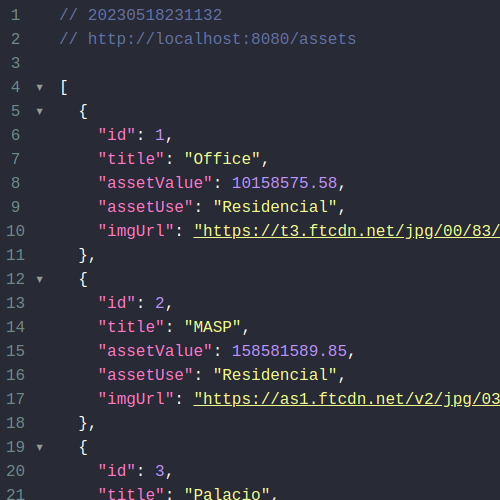 1 // 20230518231132
2 // http://localhost:8080/assets
3
4 [
5 {
6 "id": 1,
7 "title": "Office",
8 "assetValue": 10158575.58,
9 "assetUse": "Residencial",
10 "imgUrl": "https://t3.ftcdn.net/jpg/00/83/
11 },
12 {
13 "id": 2,
14 "title": "MASP",
15 "assetValue": 158581589.85,
16 "assetUse": "Residencial",
17 "imgUrl": "https://as1.ftcdn.net/v2/jpg/03
18 },
19 {
20 "id": 3,
21 "title": "Palacio",